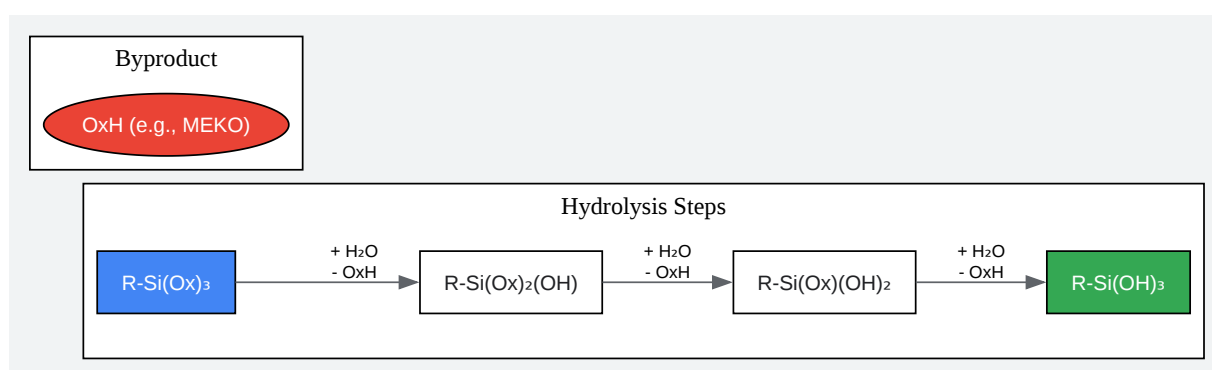 Byproduct
OxH (e.g., MEKO)
Hydrolysis Steps
+ H₂O
- OxH
+ H₂O
- OxH
+ H₂O
- OxH
R-Si(Ox)₃
R-Si(Ox)₂(OH)
R-Si(Ox)(OH)₂
R-Si(OH)₃